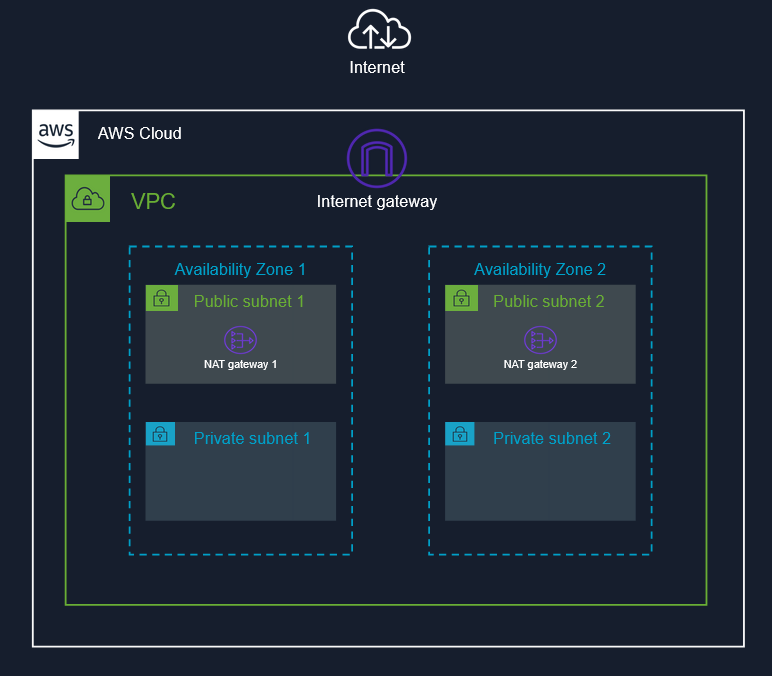 Internet
aws
AWS Cloud
Internet gateway
VPC
Availability Zone 1
Public subnet 1
NAT gateway 1
Private subnet 1
Availability Zone 2
Public subnet 2
NAT gateway 2
Private subnet 2